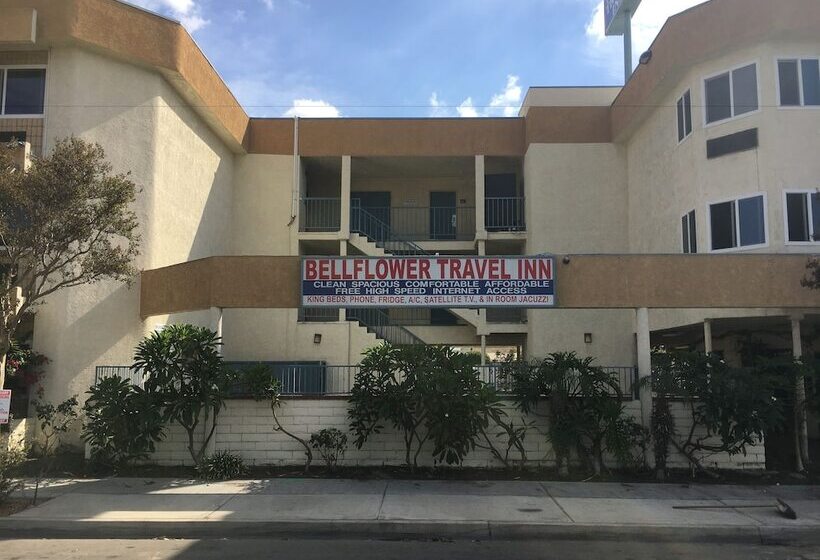 BELLFLOWER TRAVEL INN
CLEAN SPACIOUS COMFORTABLE AFFORDABLE
FREE HIGH SPEED INTERNET ACCESS
KING BEDS, PHONE, FRIDGE, A/C, SATELLITE T.V., & IN ROOM JACUZZI